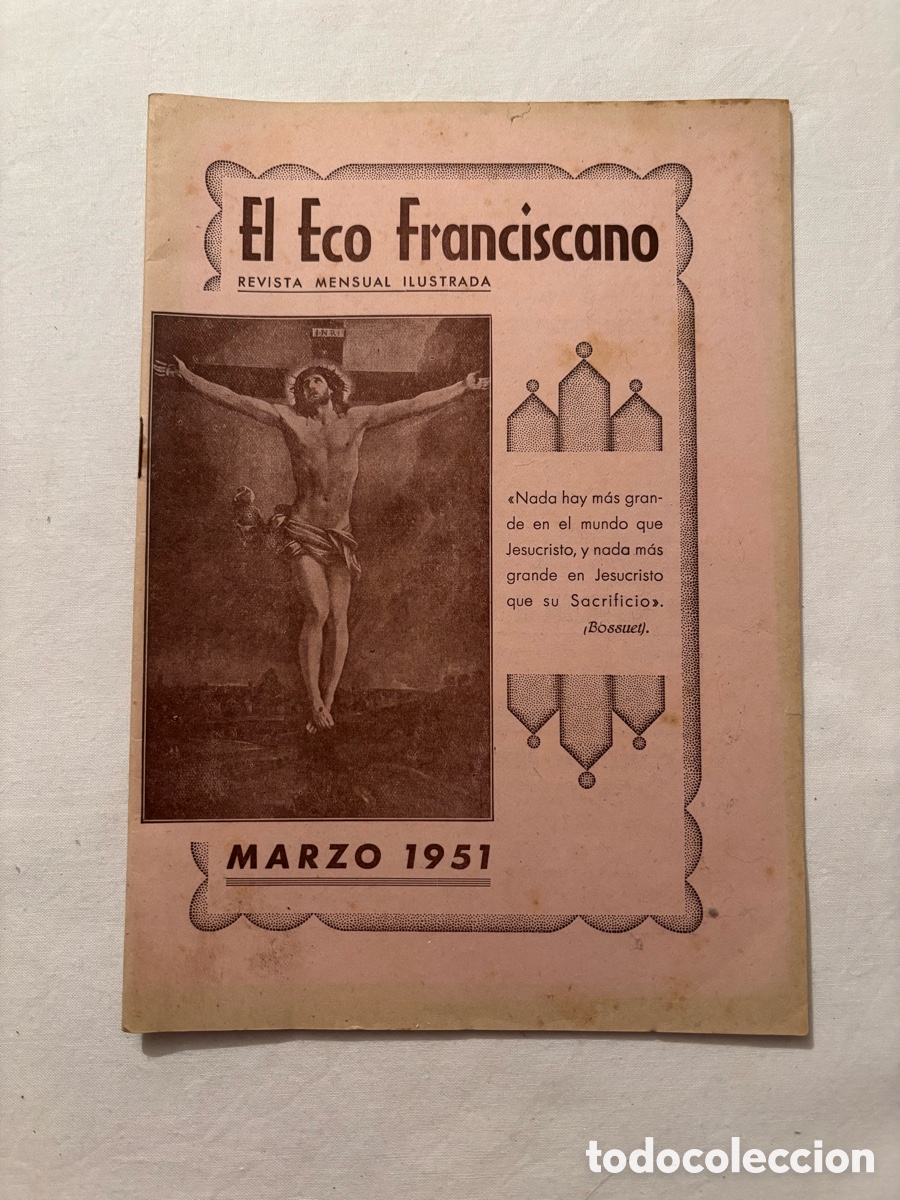 El Eco Franciscano
REVISTA MENSUAL ILUSTRADA
INRI
«Nada hay más gran-
de en el mundo que
Jesucristo, y nada más
grande en Jesucristo
que su Sacrificio».
(Bossuet).
MARZO 1951
todocoleccion